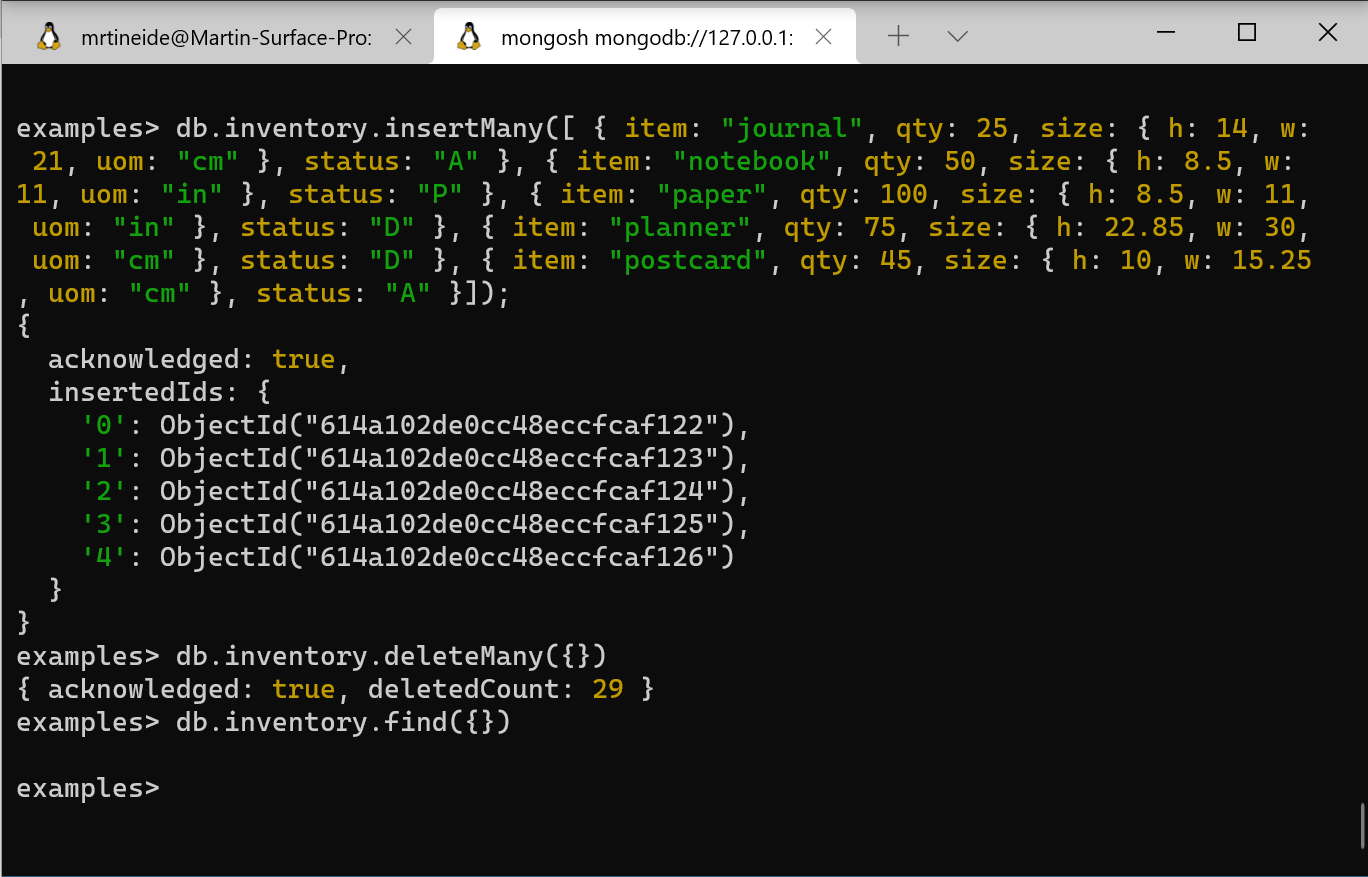 mrtineide@Martin-Surface-Pro:
mongosh mongodb://127.0.0.1:
examples> db.inventory.insertMany([ { item: "journal", qty: 25, size: { h: 14, w:
21, uom: "cm" }, status: "A" }, { item: "notebook", qty: 50, size: { h: 8.5, w:
11, uom: "in" }, status: "P" }, { item: "paper", qty: 100, size: { h: 8.5, w: 11,
uom: "in" }, status: "D" }, { item: "planner", qty: 75, size: { h: 22.85, w: 30,
uom: "cm" }, status: "D" }, { item: "postcard", qty: 45, size: { h: 10, w: 15.25
, uom: "cm" }, status: "A" }]);
{
  acknowledged: true,
  insertedIds: {
    '0': ObjectId("614a102de0cc48eccfcaf122"),
    '1': ObjectId("614a102de0cc48eccfcaf123"),
    '2': ObjectId("614a102de0cc48eccfcaf124"),
    '3': ObjectId("614a102de0cc48eccfcaf125"),
    '4': ObjectId("614a102de0cc48eccfcaf126")
  }
}
examples> db.inventory.deleteMany({})
{ acknowledged: true, deletedCount: 29 }
examples> db.inventory.find({})
examples>